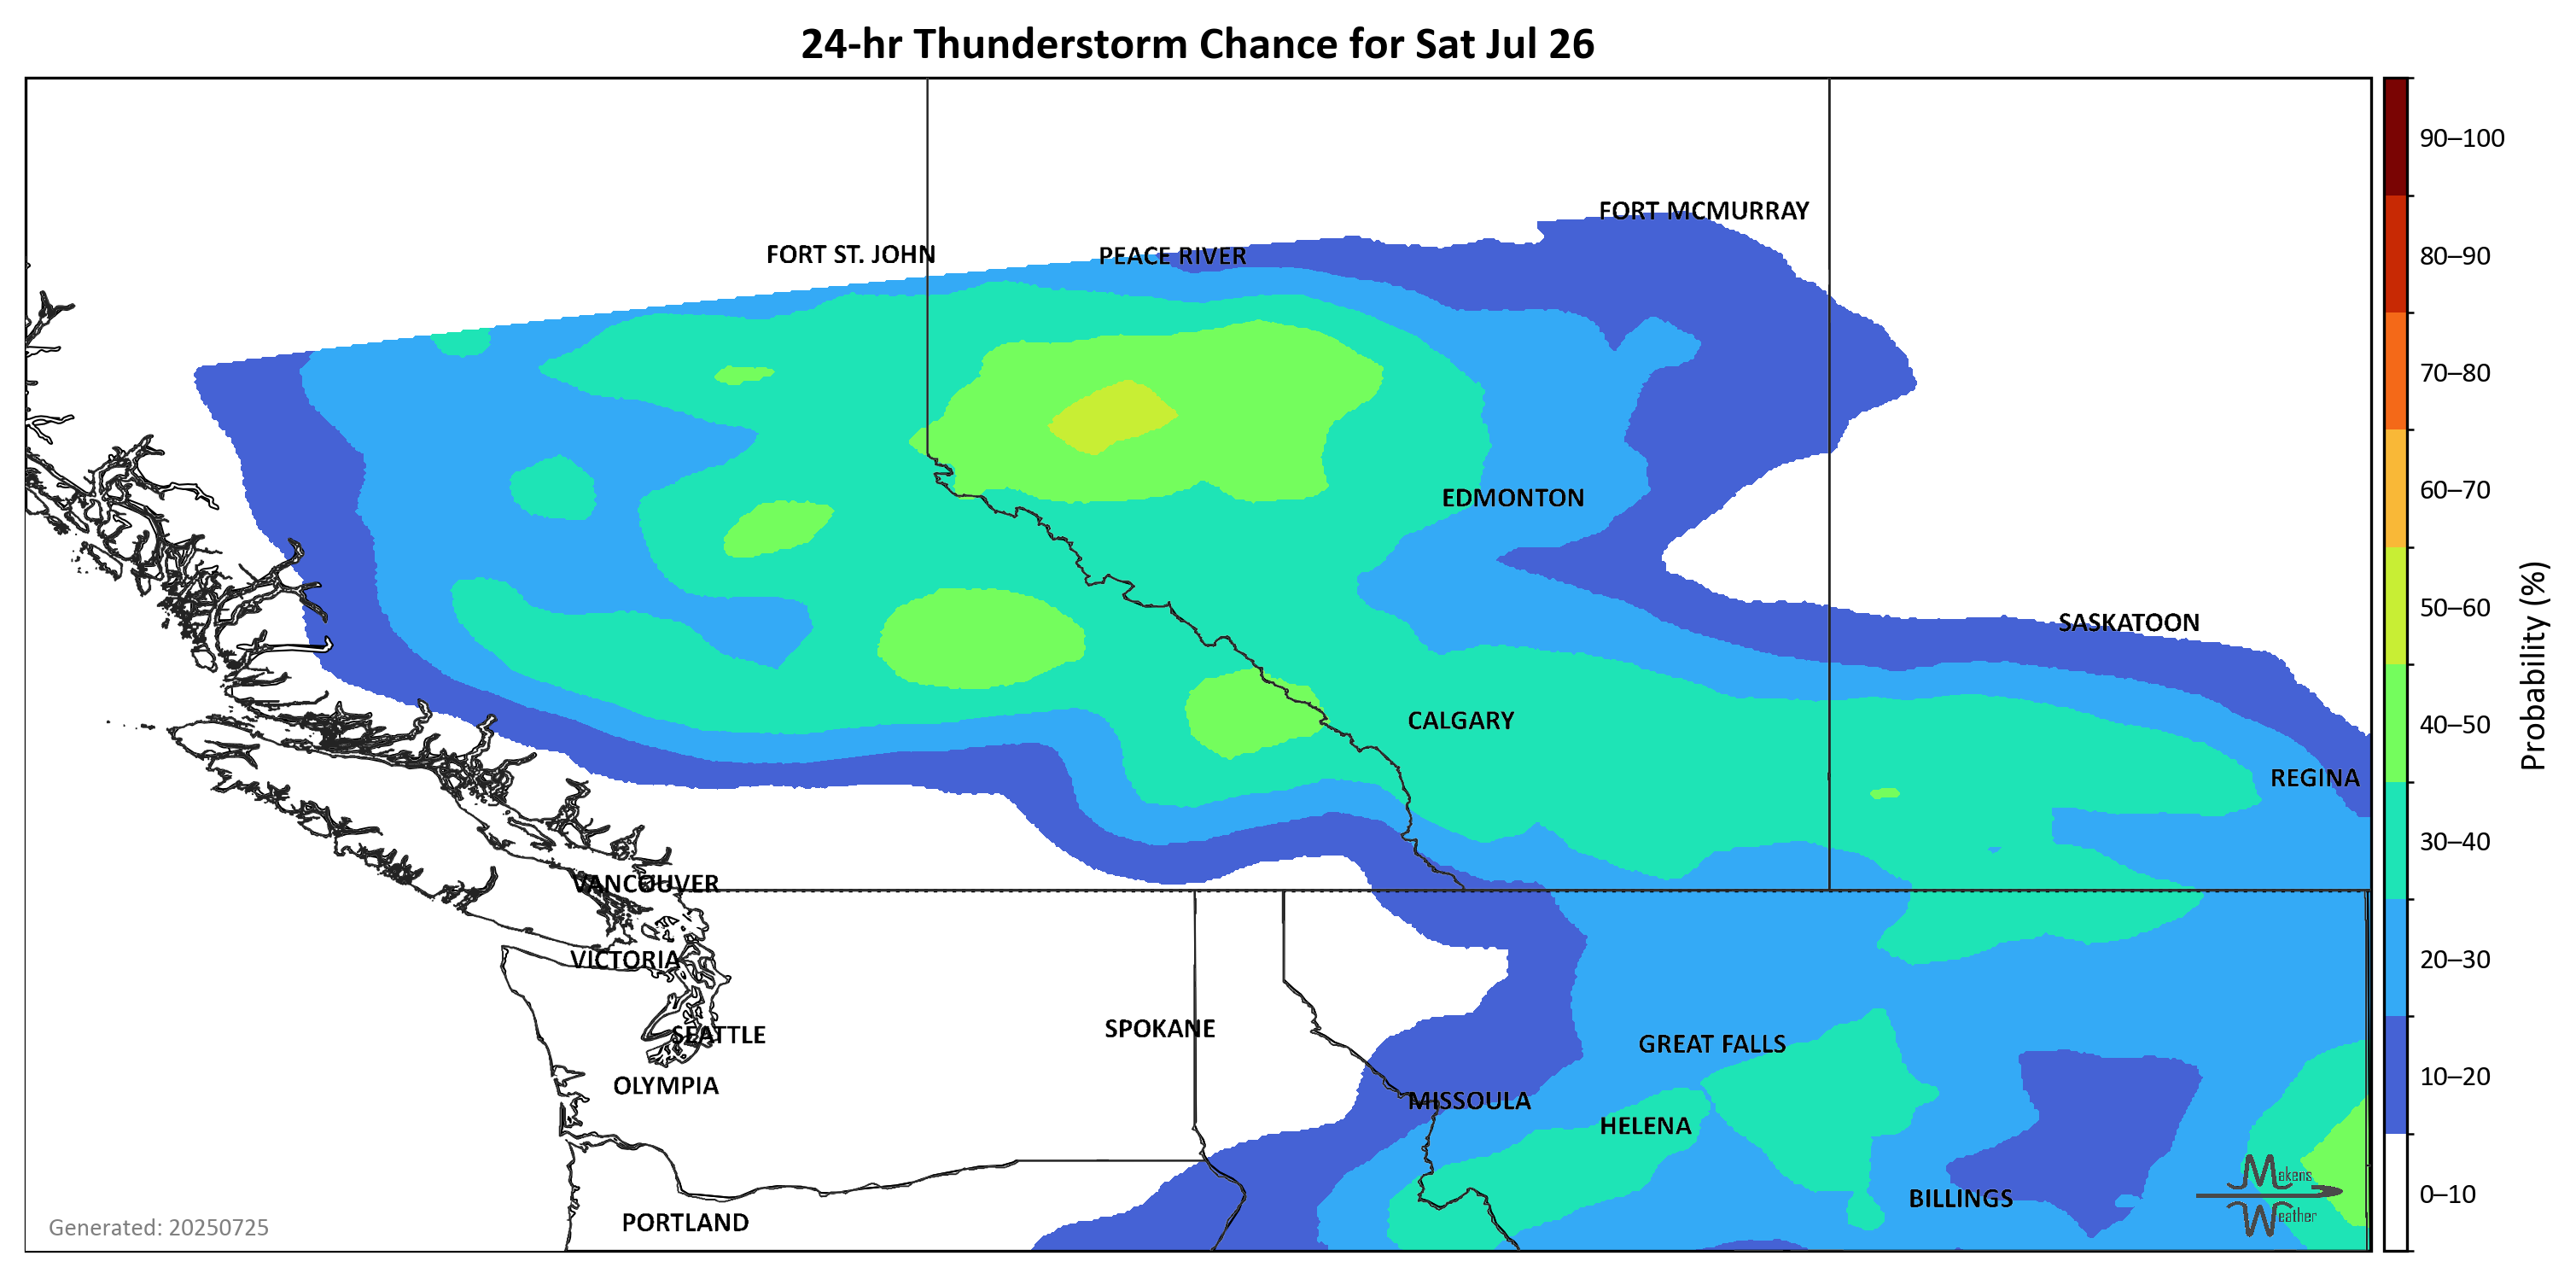 24-hr Thunderstorm Chance for Sat Jul 26
90–100
FORT MCMURRAY
FORT ST. JOHN
PEACE RIVER
80–90
70–80
60–70
EDMONTON
50–60
SASKATOON
Probability (%)
CALGARY
40–50
REGINA
30–40
VANCOUVER
VICTORIA
20–30
SPOKANE
SEATTLE
GREAT FALLS
10–20
OLYMPIA
MISSOULA
HELENA
Makens
Weather
0–10
BILLINGS
PORTLAND
Generated: 20250725